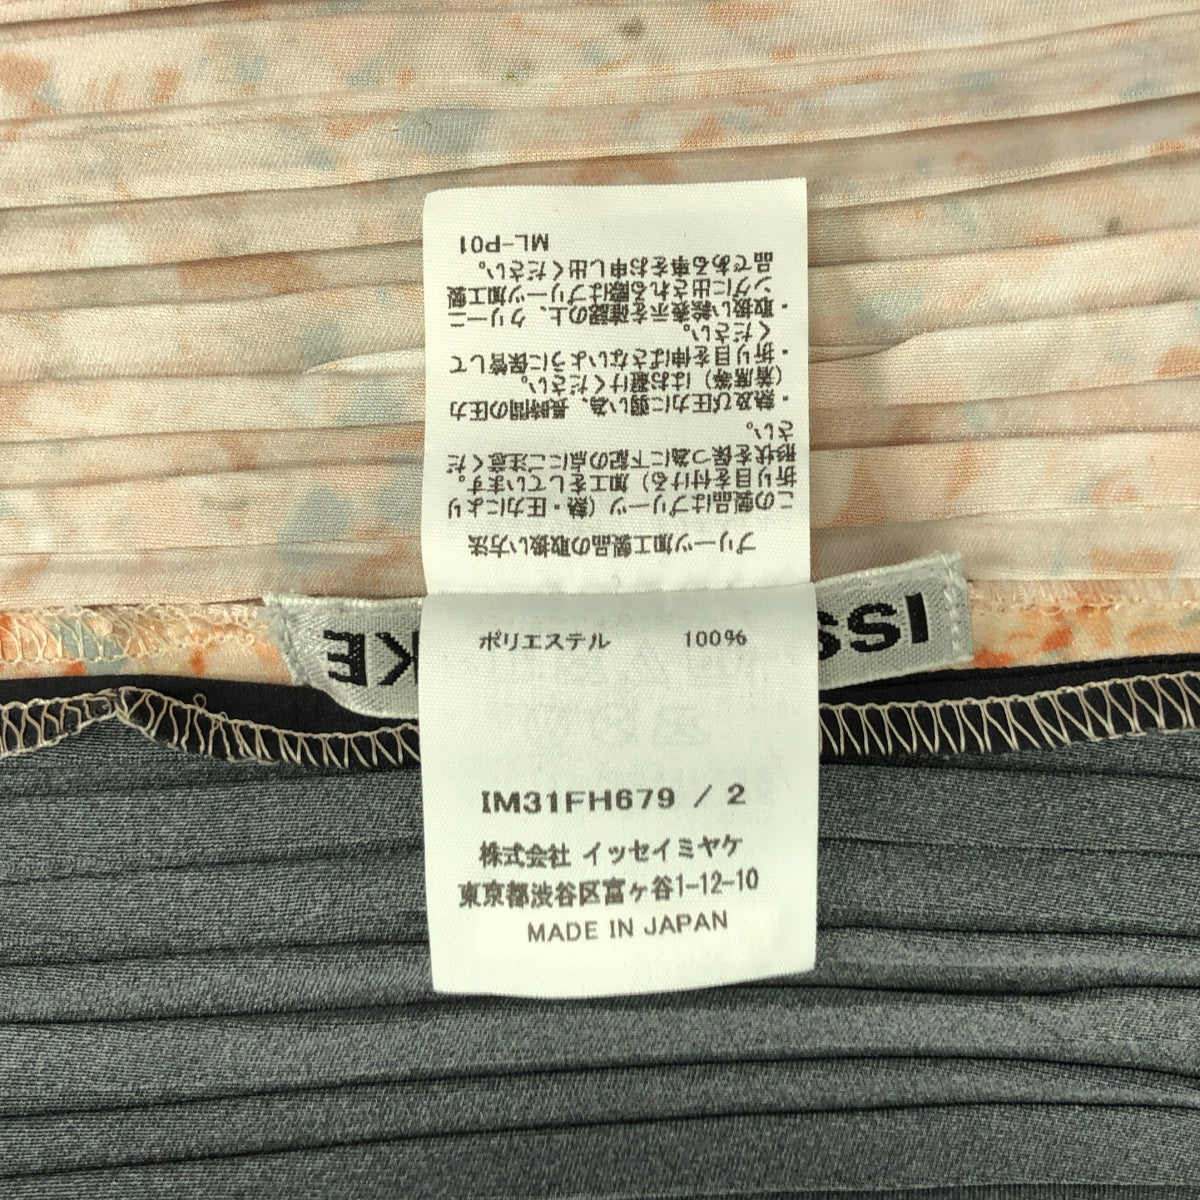 プリーツ加工製品の取扱い方法
この製品はプリーツ(熱・圧力により
折り目を付ける)加工をしています。
形状を保つ為に下記の点にご注意くだ
さい。
・熱及び圧力に弱い為、長時間の圧力
(着席等)はお避けください。
・折り目を伸ばさないように保管して
ください。
・取扱い絵表示を確認の上、クリーニ
ングに出される際はプリーツ加工製
品である事をお申し出ください。
ML-P01
ISS
KE
ポリエステル 100%
IM31FH679 / 2
株式会社 イッセイミヤケ
東京都渋谷区富ヶ谷1-12-10
MADE IN JAPAN